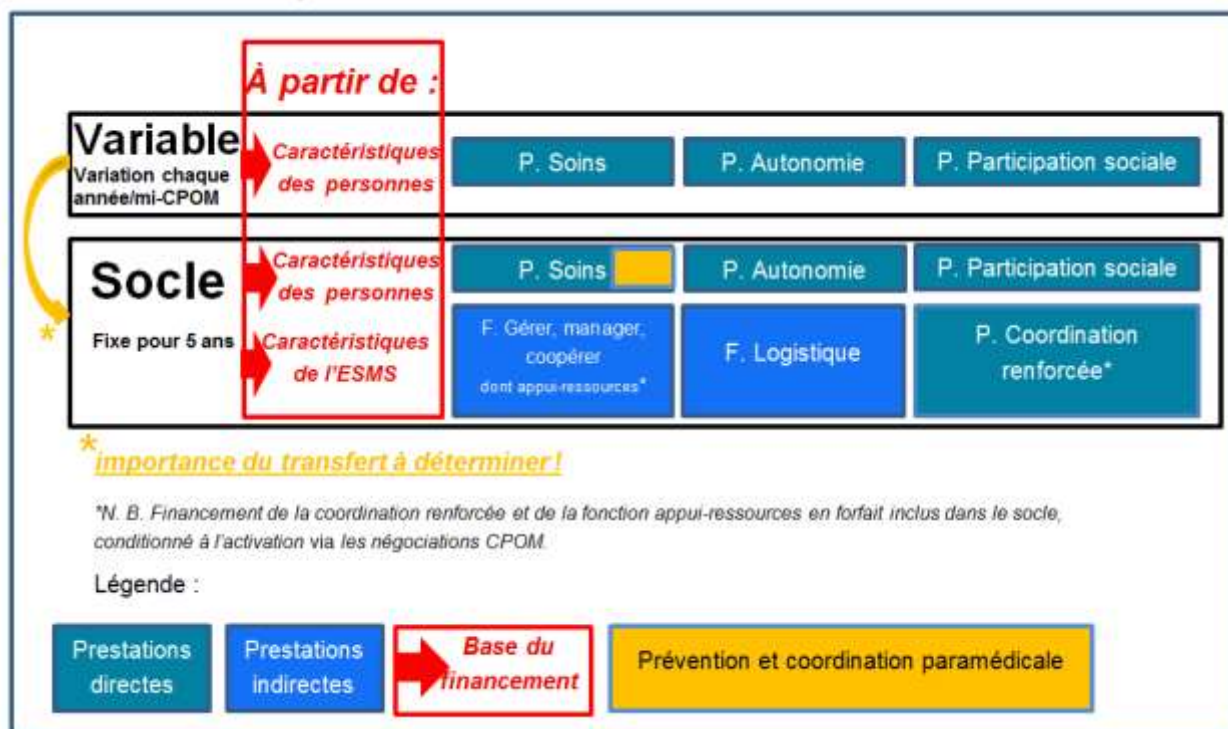 À partir de :
Variable
Variation chaque
année/mi-CPOM
Caractéristiques
des personnes
P. Soins
P. Autonomie
P. Participation sociale
Socle
Fixe pour 5 ans
Caractéristiques
des personnes
P. Soins
P. Autonomie
P. Participation sociale
*
Caractéristiques
de l'ESMS
F. Gérer, manager,
coopérer
dont appui-ressources*
F. Logistique
P. Coordination
renforcée*
*importance du transfert à déterminer !
*N. B. Financement de la coordination renforcée et de la fonction appui-ressources en forfait inclus dans le socle,
conditionné à l'activation via les négociations CPOM.
Légende :
Prestations
directes
Prestations
indirectes
Base du
financement
Prévention et coordination paramédicale